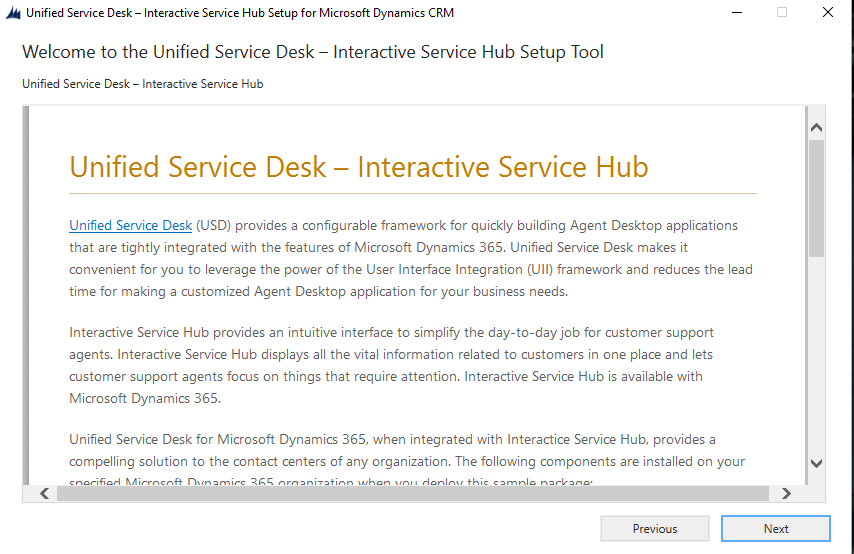 Unified Service Desk – Interactive Service Hub Setup for Microsoft Dynamics CRM
Welcome to the Unified Service Desk – Interactive Service Hub Setup Tool
Unified Service Desk – Interactive Service Hub
Unified Service Desk – Interactive Service Hub
Unified Service Desk (USD) provides a configurable framework for quickly building Agent Desktop applications
that are tightly integrated with the features of Microsoft Dynamics 365. Unified Service Desk makes it
convenient for you to leverage the power of the User Interface Integration (UII) framework and reduces the lead
time for making a customized Agent Desktop application for your business needs.
Interactive Service Hub provides an intuitive interface to simplify the day-to-day job for customer support
agents. Interactive Service Hub displays all the vital information related to customers in one place and lets
customer support agents focus on things that require attention. Interactive Service Hub is available with
Microsoft Dynamics 365.
Unified Service Desk for Microsoft Dynamics 365, when integrated with Interactice Service Hub, provides a
compelling solution to the contact centers of any organization. The following components are installed on your
specified Microsoft Dynamics 365 organization when you deploy this sample package:
Previous
Next